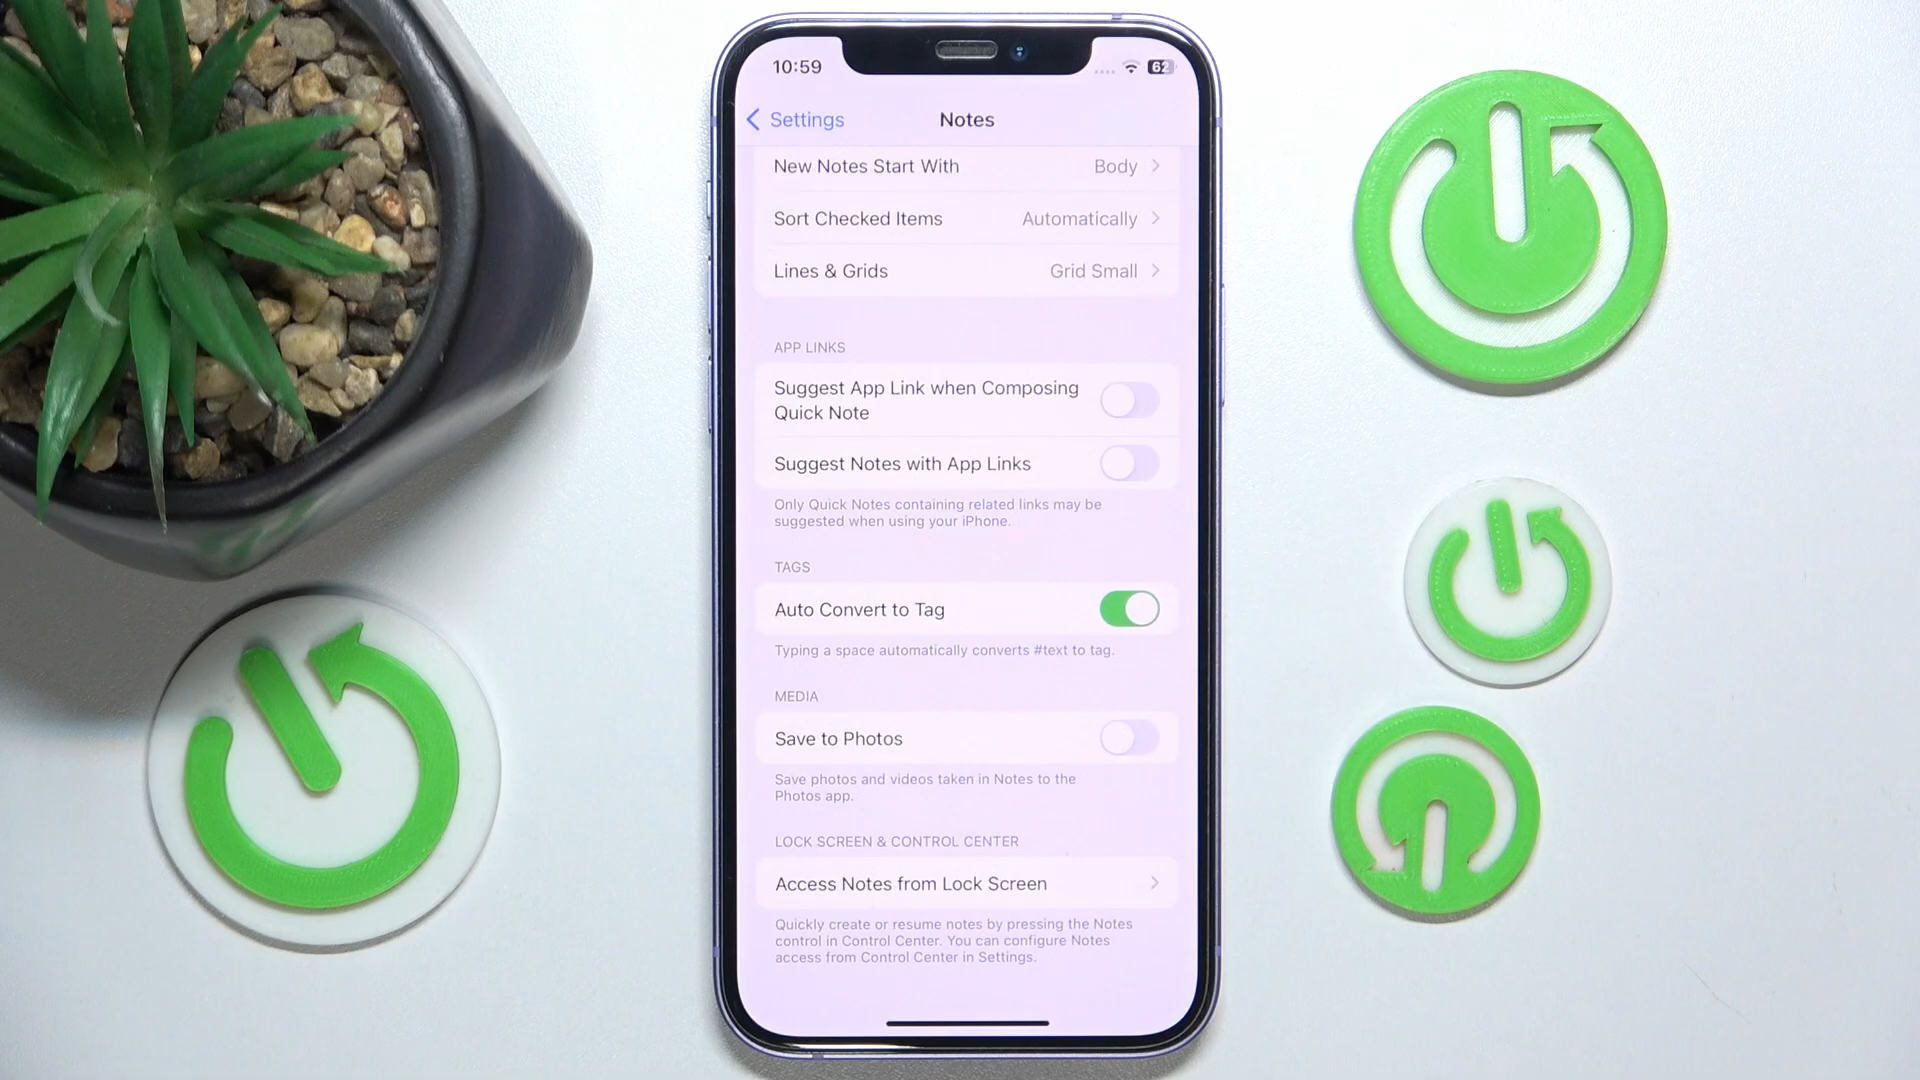 10:59
62
Settings
Notes
New Notes Start With Body
Sort Checked Items Automatically
Lines & Grids Grid Small
APP LINKS
Suggest App Link when Composing
Quick Note
Suggest Notes with App Links
Only Quick Notes containing related links may be
suggested when using your iPhone.
TAGS
Auto Convert to Tag
Typing a space automatically converts #text to tag.
MEDIA
Save to Photos
Save photos and videos taken in Notes to the
Photos app.
LOCK SCREEN & CONTROL CENTER
Access Notes from Lock Screen
Quickly create or resume notes by pressing the Notes
control in Control Center. You can configure Notes
access from Control Center in Settings.